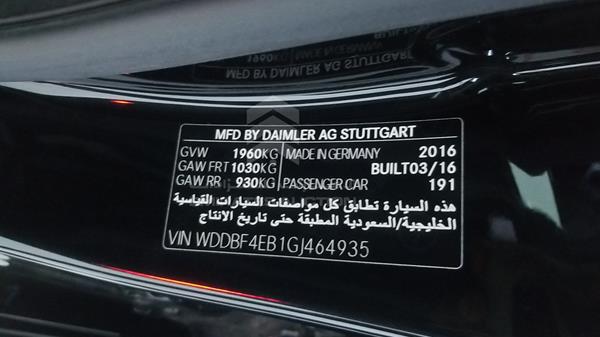 MFD BY DAIMLER AG STUTTGART
GVW 1960KG MADE IN GERMANY 2016
GAW FRT 1030KG BUILT03/16
GAW RR 930KG PASSENGER CAR 191
هذه السيارة تطابق كل مواصفات السيارات القياسية
الخليجية/السعودية المطبقة حتى تاريخ الانتاج
VIN WDDBF4EB1GJ464935